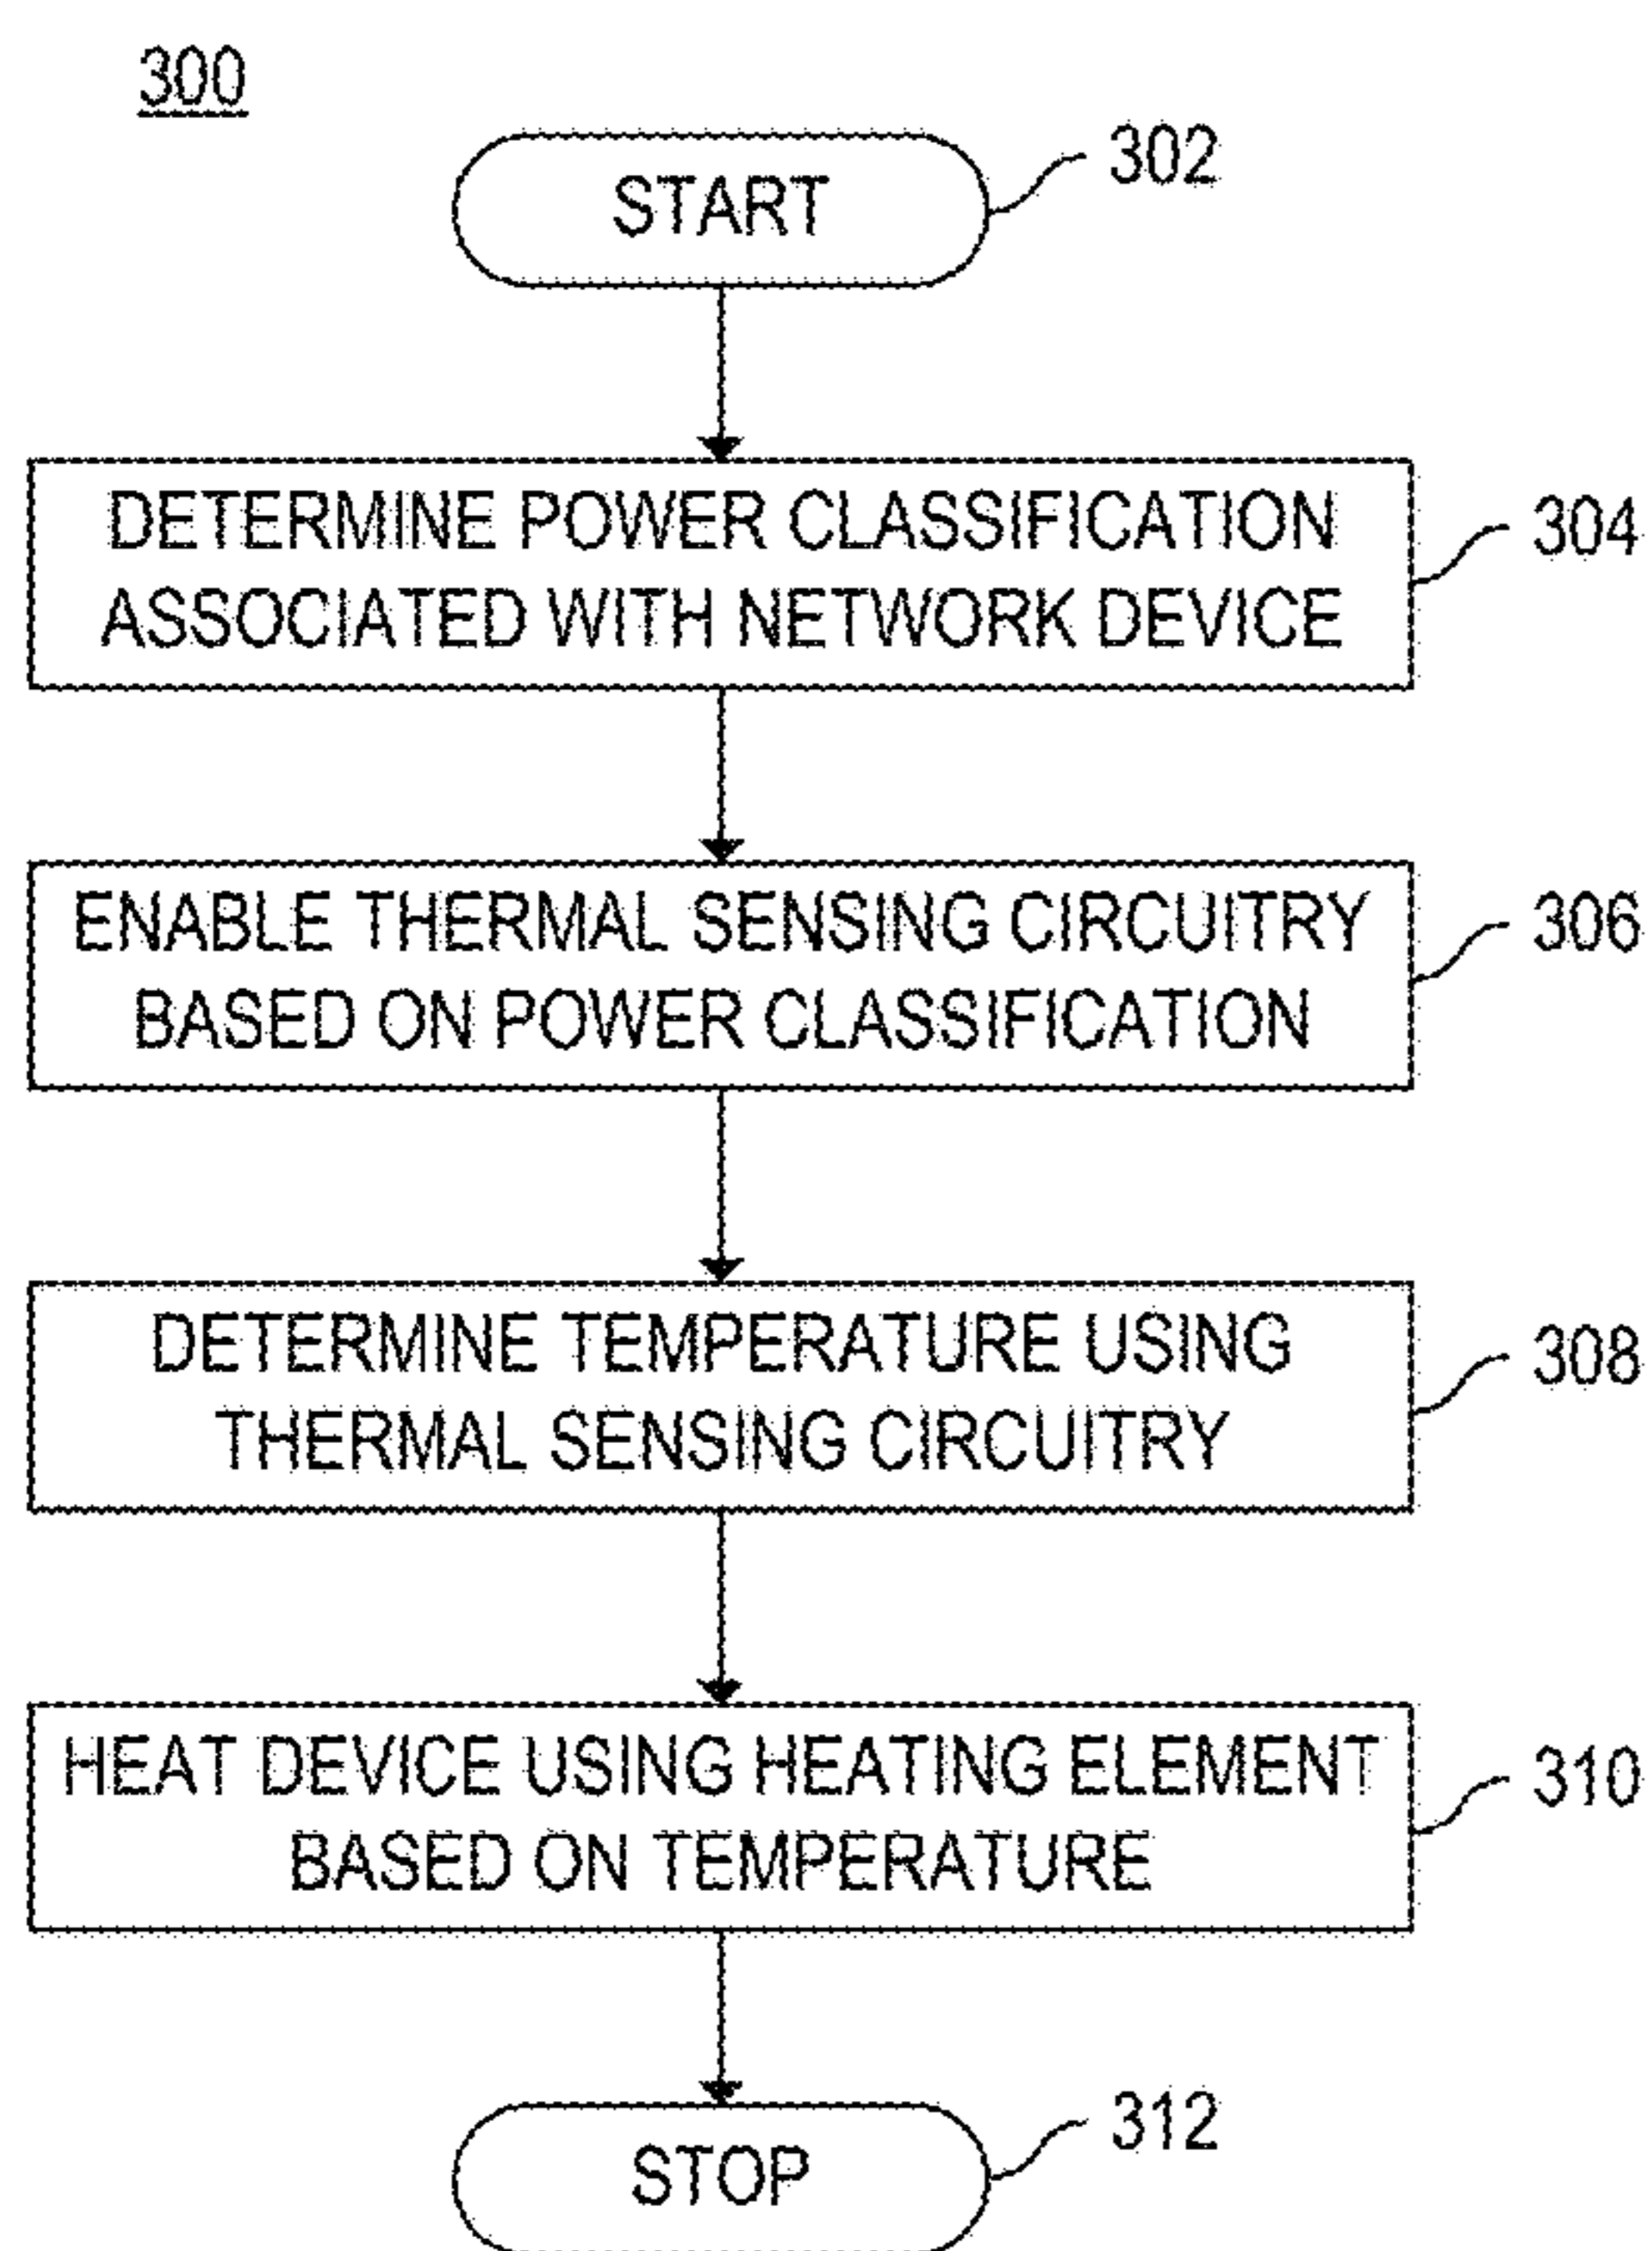 300
START
302
DETERMINE POWER CLASSIFICATION
ASSOCIATED WITH NETWORK DEVICE
304
ENABLE THERMAL SENSING CIRCUITRY
BASED ON POWER CLASSIFICATION
306
DETERMINE TEMPERATURE USING
THERMAL SENSING CIRCUITRY
308
HEAT DEVICE USING HEATING ELEMENT
BASED ON TEMPERATURE
310
STOP
312